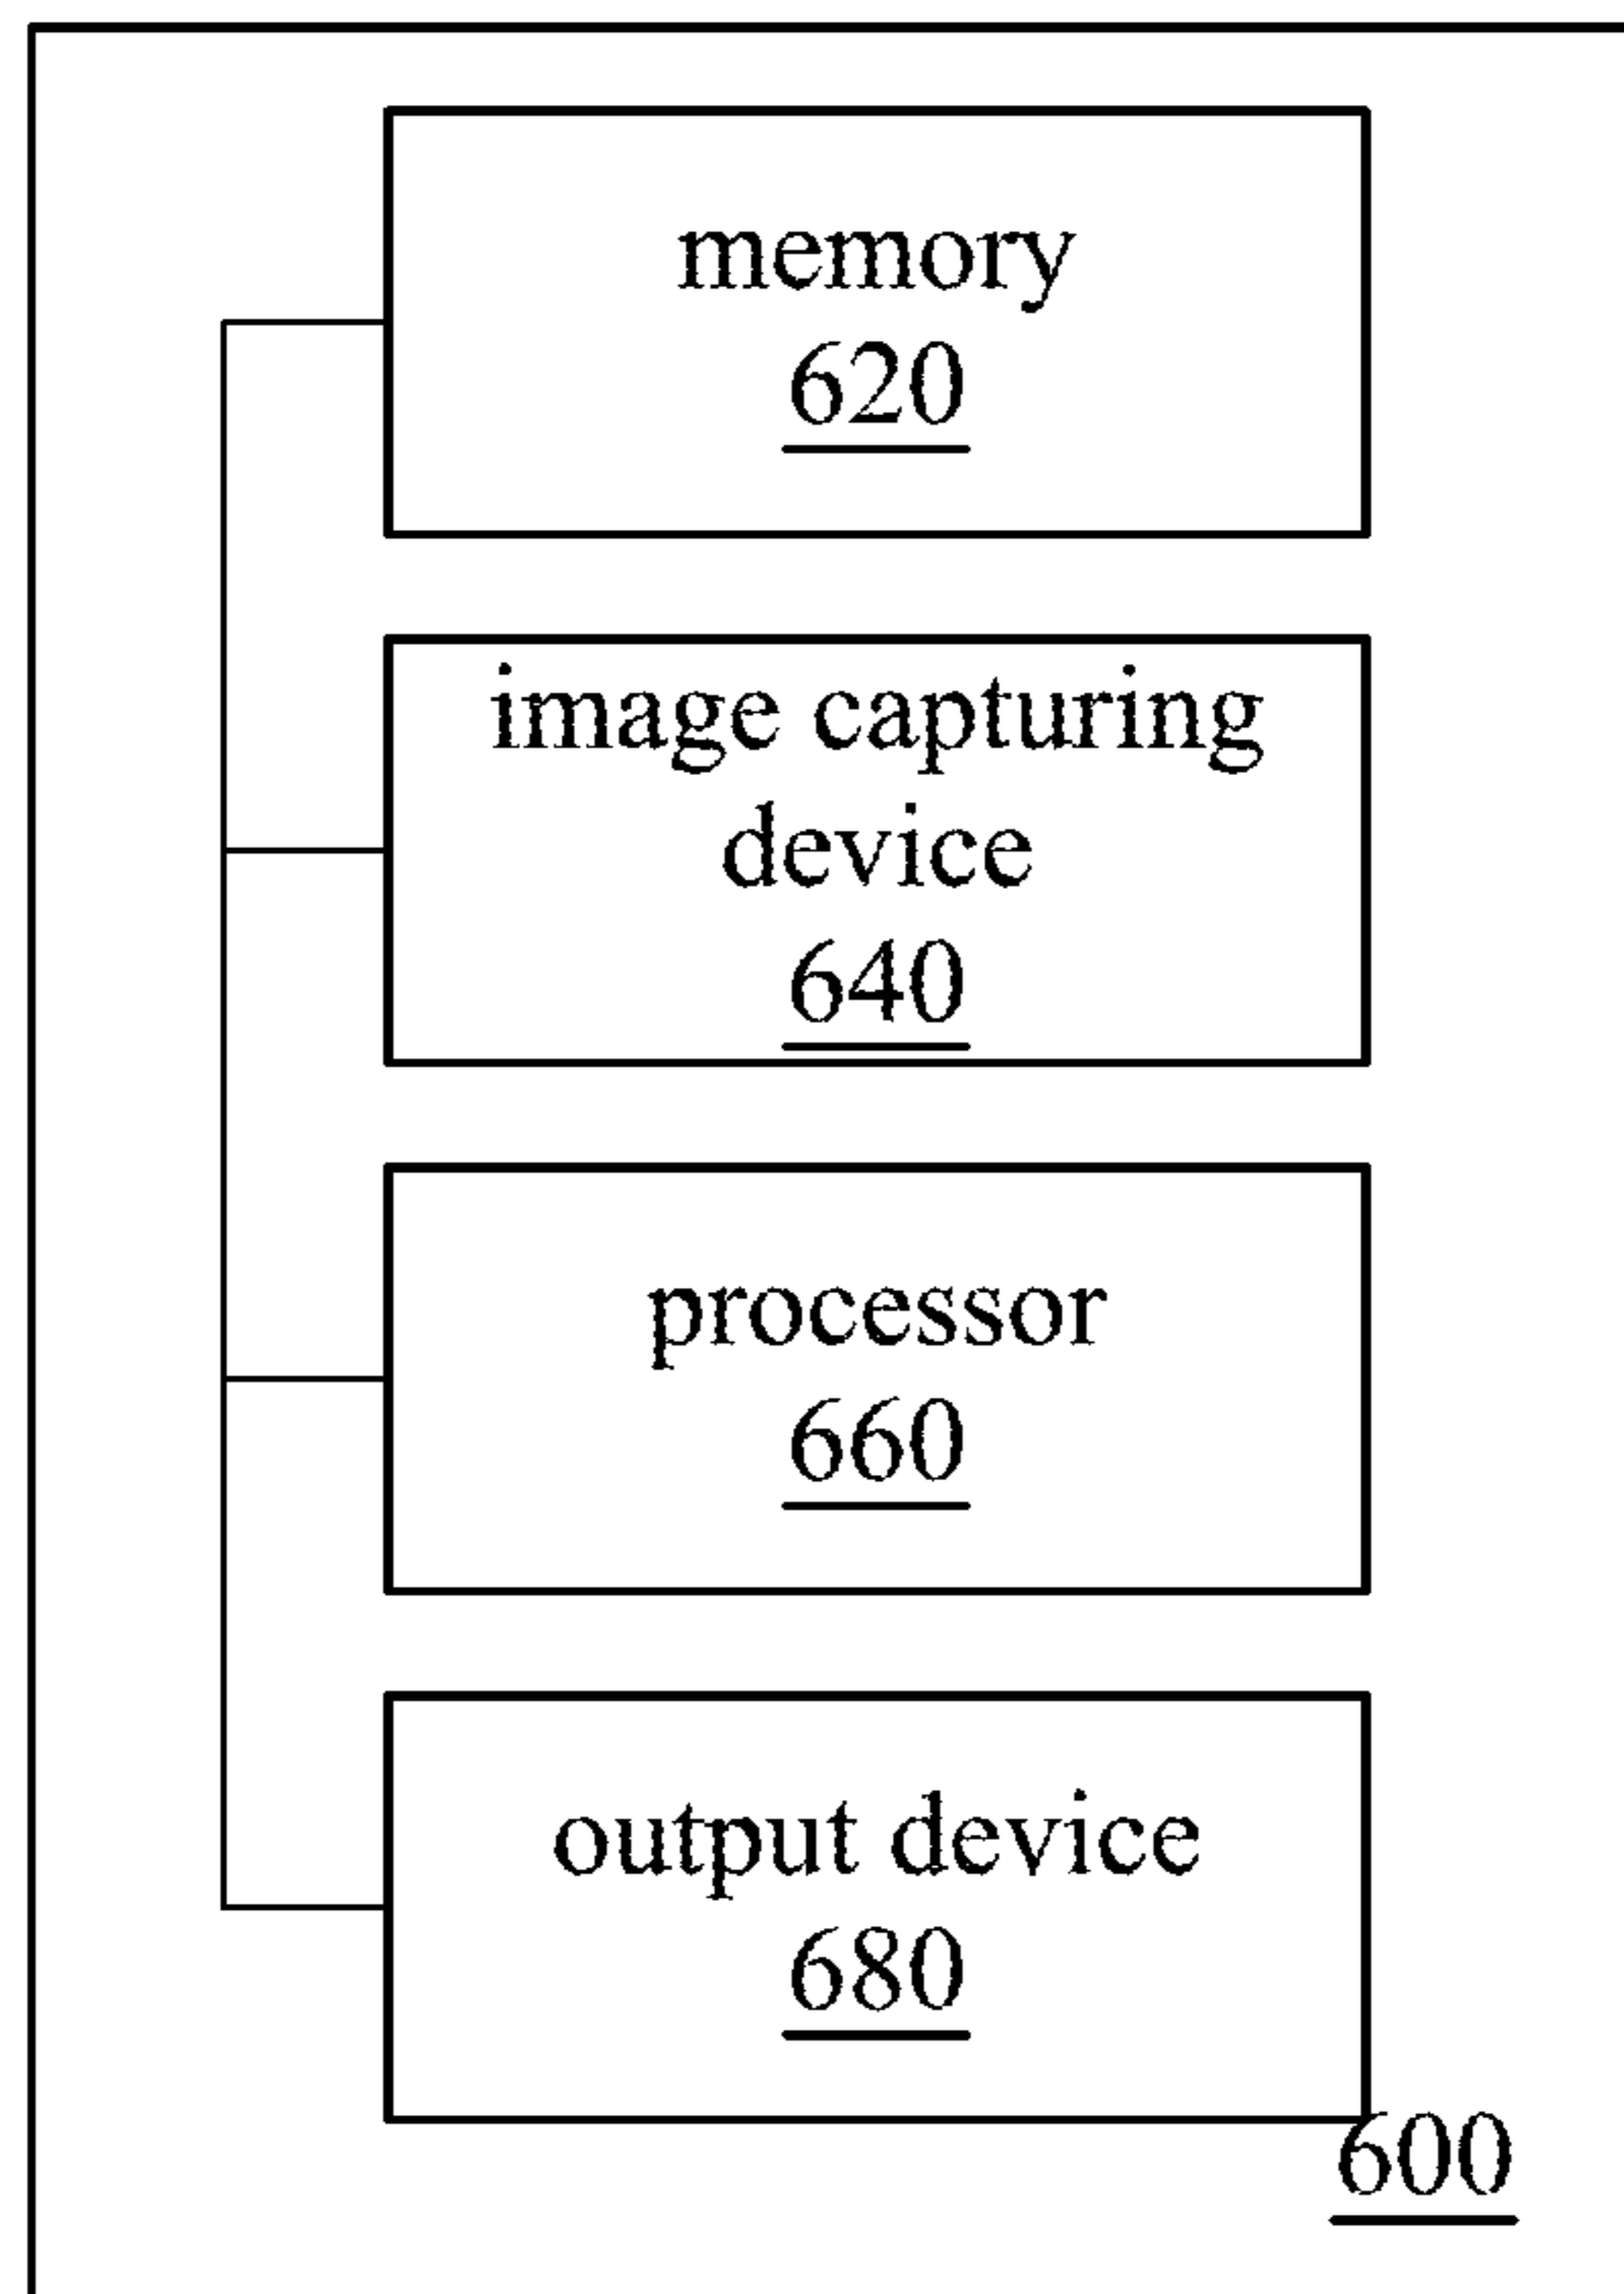 memory
620
image capturing
device
640
processor
660
output device
680
600